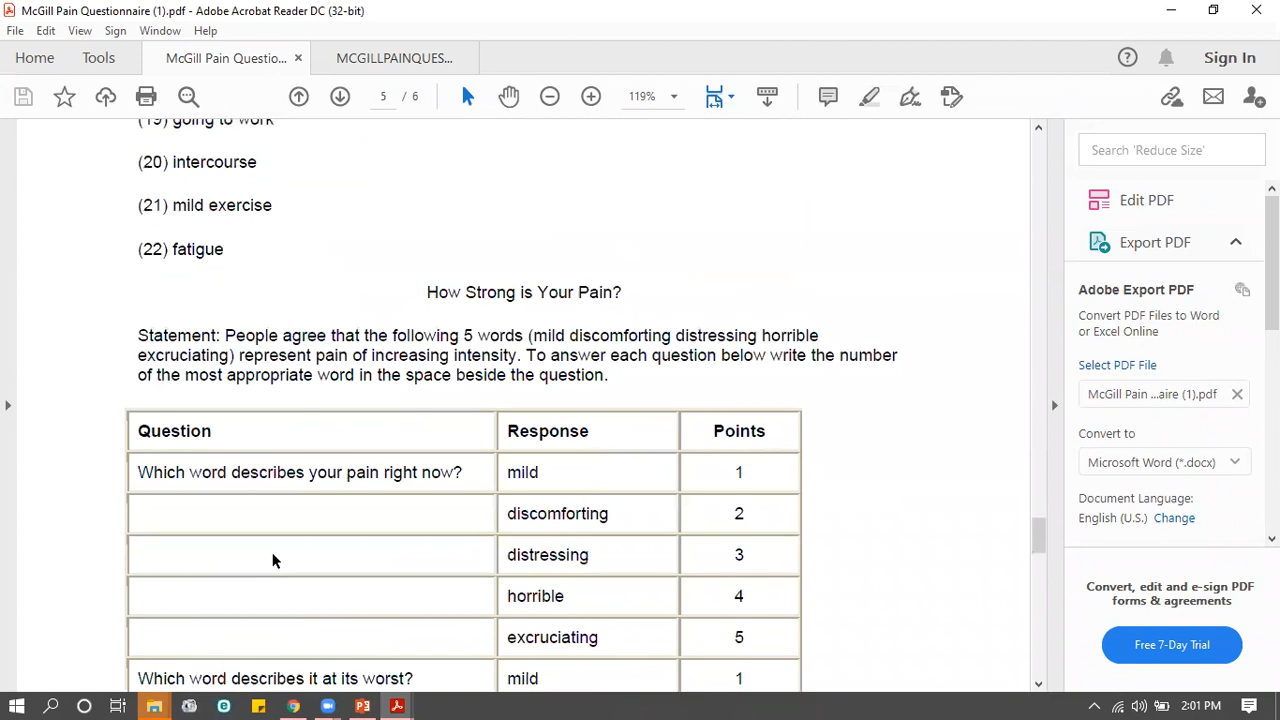 McGill Pain Questionnaire (1).pdf - Adobe Acrobat Reader DC (32-bit)
File Edit View Sign Window Help
Home Tools McGill Pain Questio... × MCGILLPAINQUES... Sign In
5 / 6 119%
(19) going to work
(20) intercourse
(21) mild exercise
(22) fatigue
How Strong is Your Pain?
Statement: People agree that the following 5 words (mild discomforting distressing horrible
excruciating) represent pain of increasing intensity. To answer each question below write the number
of the most appropriate word in the space beside the question.
Question Response Points
Which word describes your pain right now? mild 1
discomforting 2
distressing 3
horrible 4
excruciating 5
Which word describes it at its worst? mild 1
Search 'Reduce Size'
Edit PDF
Export PDF
Adobe Export PDF
Convert PDF Files to Word
or Excel Online
Select PDF File
McGill Pain ...aire (1).pdf
Convert to
Microsoft Word (*.docx)
Document Language:
English (U.S.) Change
Convert, edit and e-sign PDF
forms & agreements
Free 7-Day Trial
2:01 PM